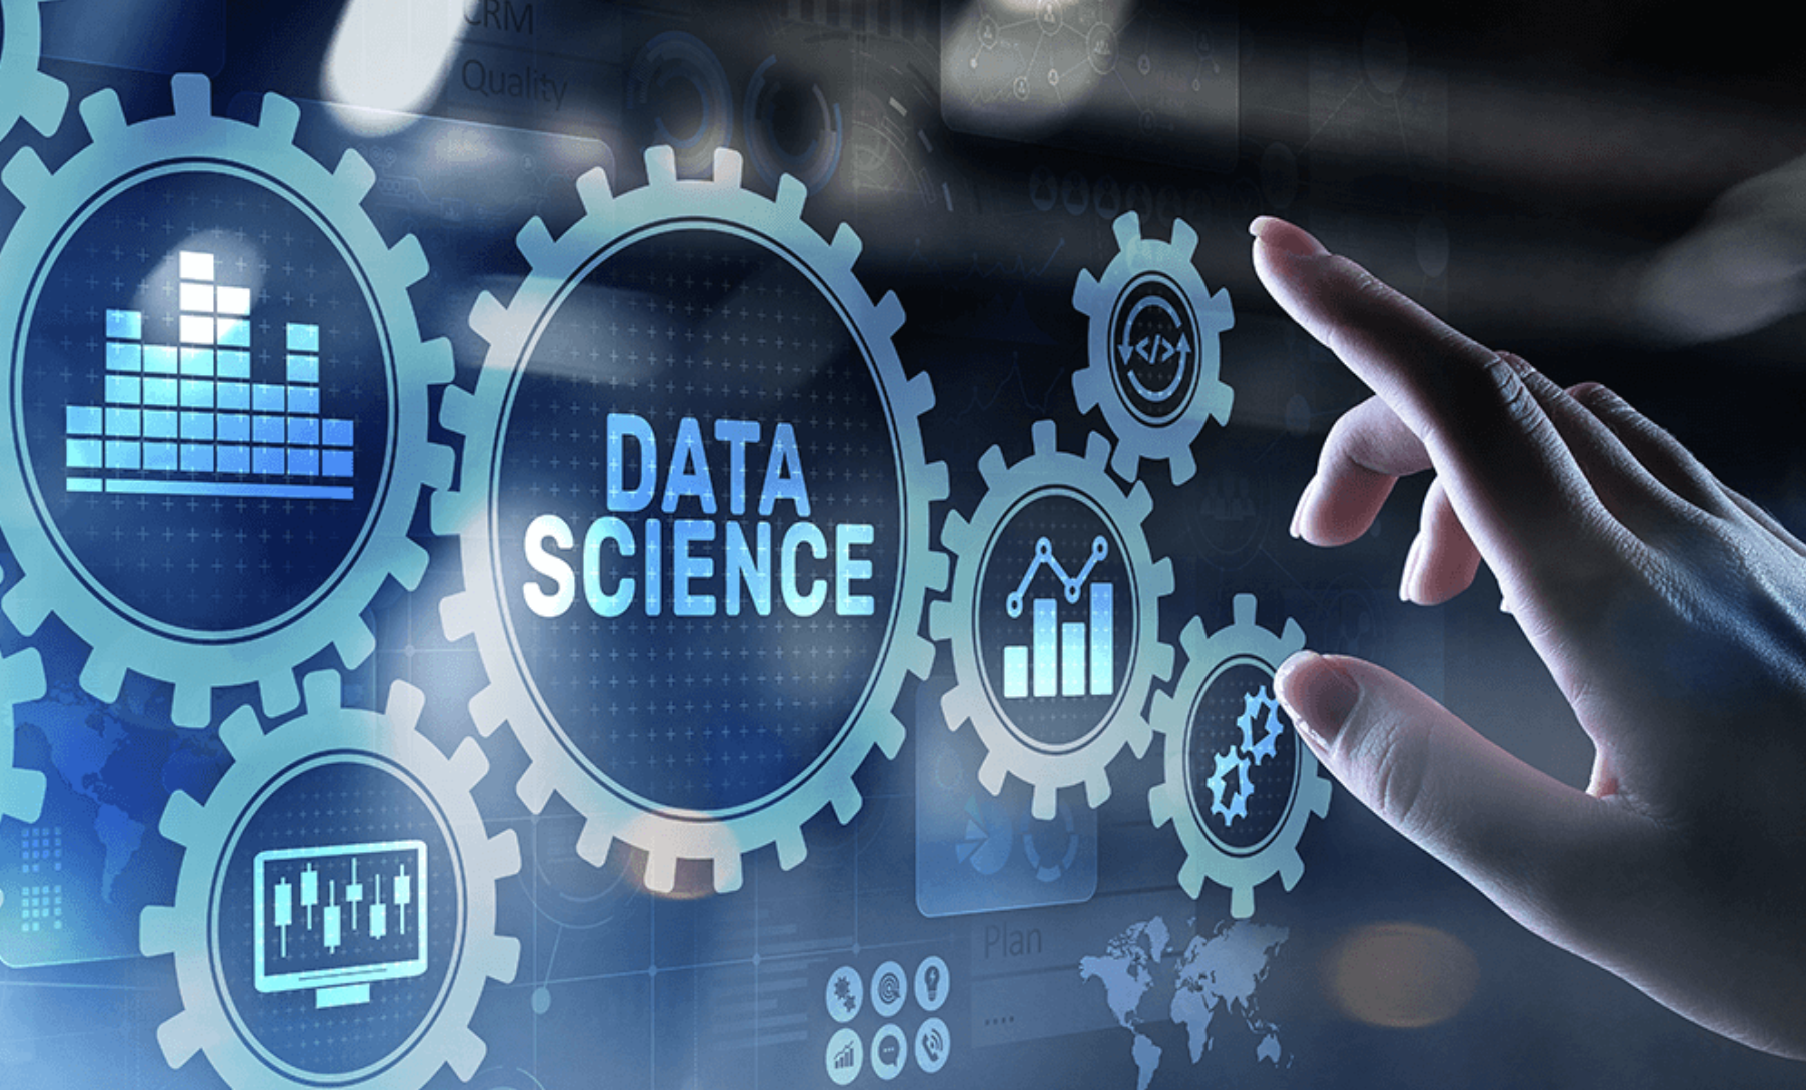 CRM
Quality
DATA
SCIENCE
</>
Plan
....